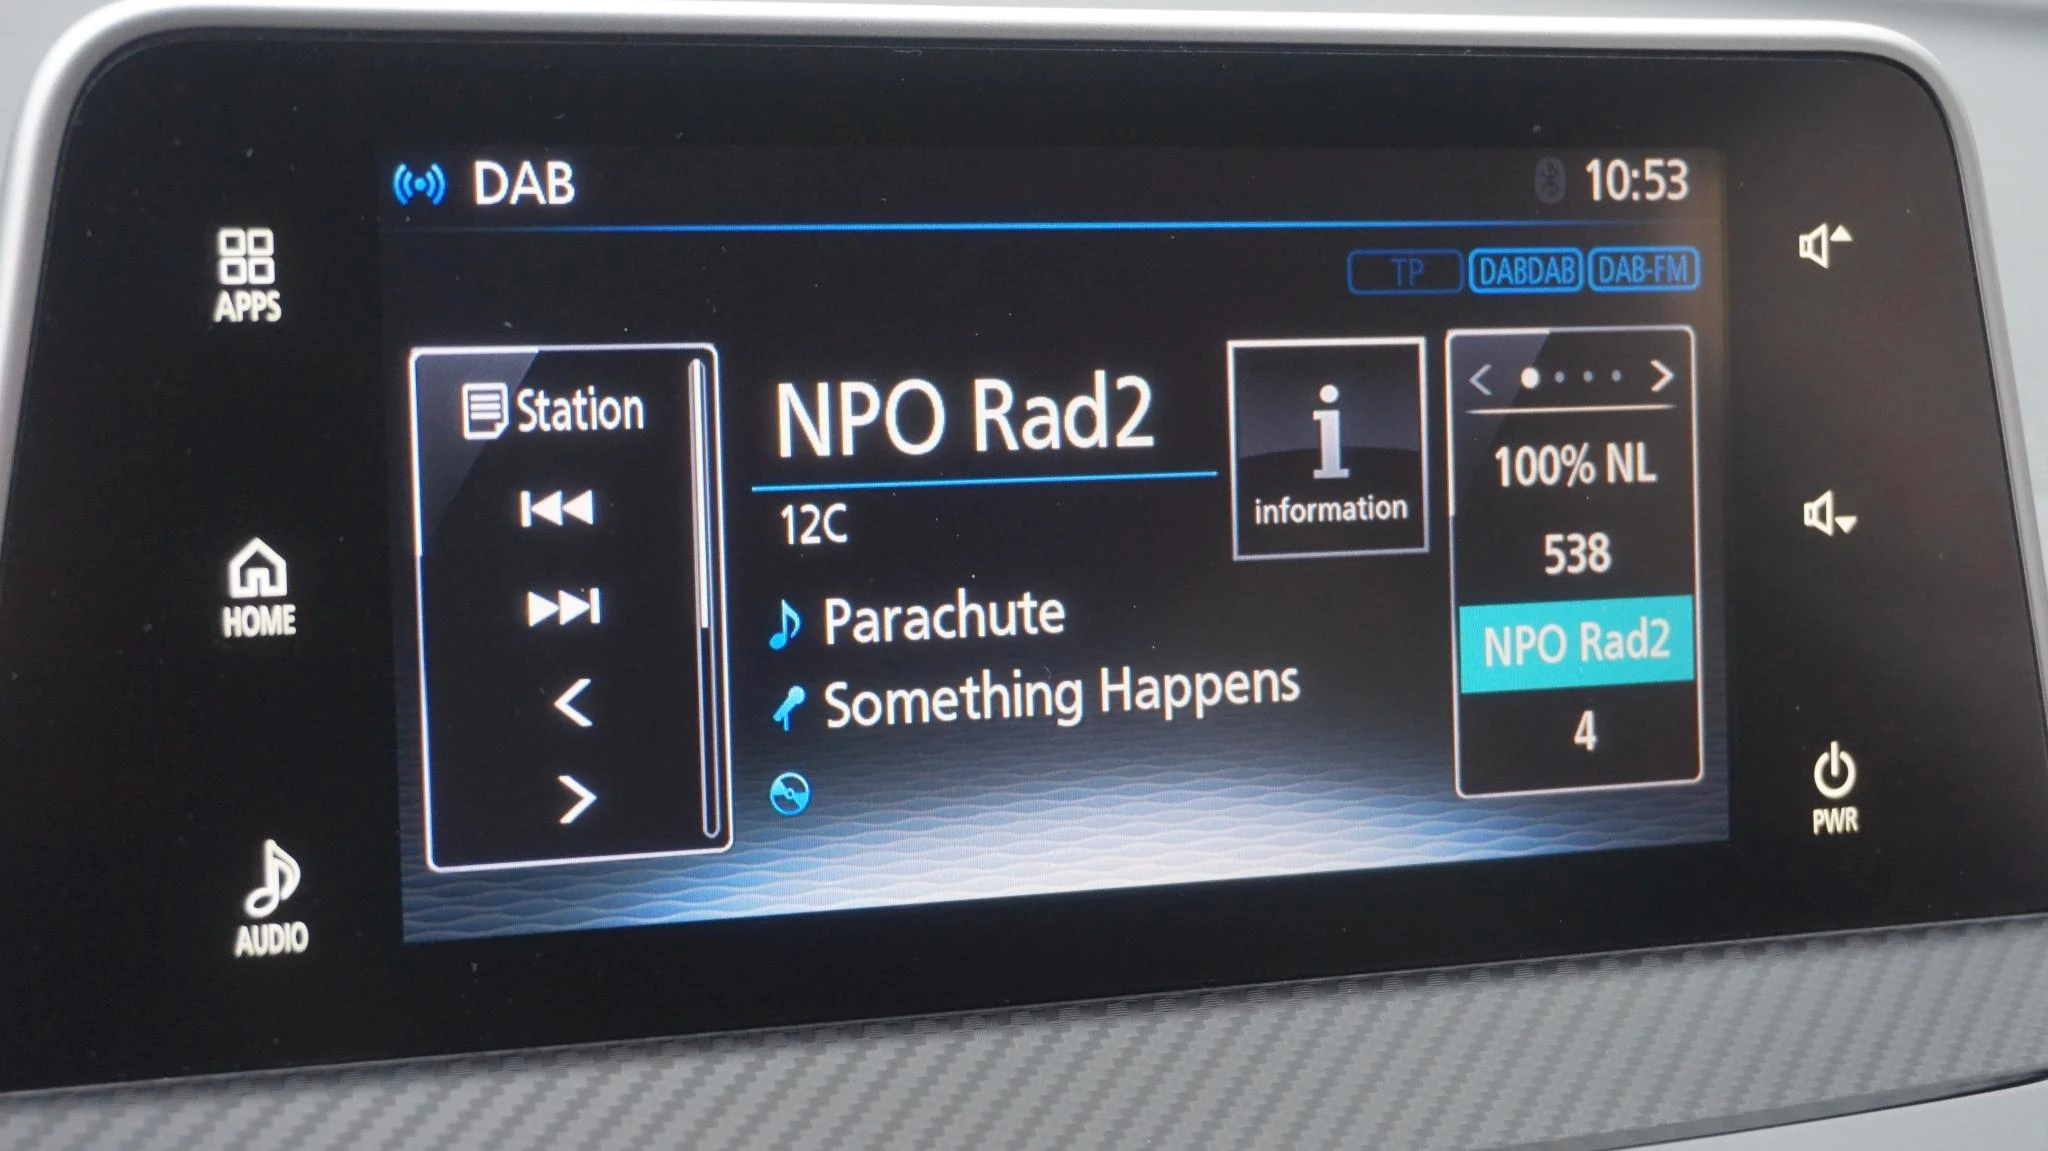 DAB
10:53
TP
DABDAB
DAB-FM
APPS
HOME
AUDIO
Station
NPO Rad2
12C
Parachute
Something Happens
i
information
100% NL
538
NPO Rad2
4
PWR